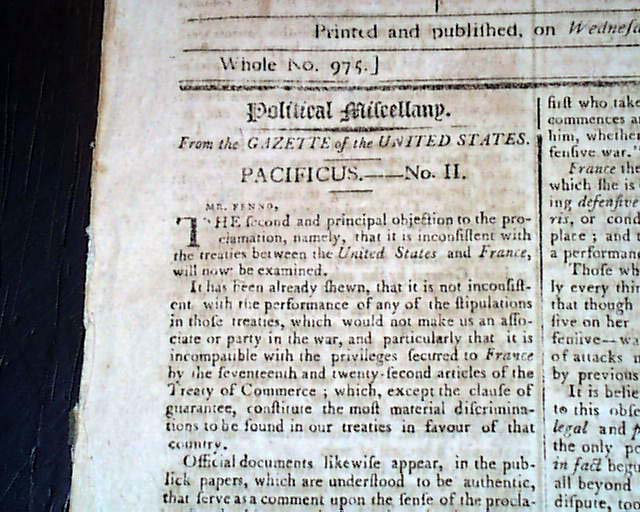 Printed and publiſhed, on Wedneſd
Whole No. 975.]
Political Miſcellany.
From the GAZETTE of the UNITED STATES.
PACIFICUS.——No. II.
MR. FENNO,
THE ſecond and principal objection to the pro-
clamation, namely, that it is inconſiſtent with
the treaties between the United States and France,
will now be examined.
It has been already ſhewn, that it is not inconſiſt-
ent with the performance of any of the ſtipulations
in thoſe treaties, which would not make us an aſſo-
ciate or party in the war, and particularly that it is
incompatible with the privileges secured to France
by the ſeventeenth and twenty-ſecond articles of the
Treaty of Commerce ; which, except the clauſe of
guarantee, conſtitute the moſt material diſcrimina-
tions to be found in our treaties in favour of that
country.
Official documents likewiſe appear, in the pub-
lick papers, which are underſtood to be authentic,
that ſerve as a comment upon the ſenſe of the procla-
firſt who take
commences a
him, whether
fenſive war."
France the
which ſhe is
ing defenſive
ris, or cond
place ; and t
a performan
Thoſe wh
ly every thin
that though
ſive on her
fenſive—wa
of attacks m
by previous
It is belie
to this obſe
legal and p
the only pe
in fact begu
all beyond
diſpute, too